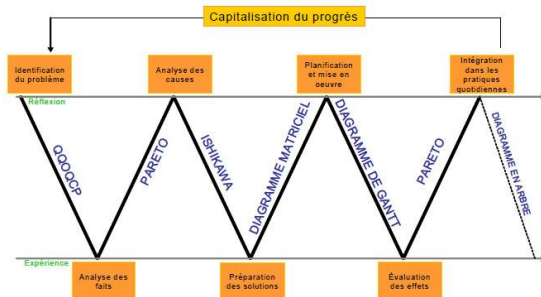 Capitalisation du progrès
Identification
du problème
Analyse des
causes
Planification
et mise en
oeuvre
Intégration
dans les
pratiques
quotidiennes
Réflexion
QQOQCP
PARETO
ISHIKAWA
DIAGRAMME MATRICIEL
DIAGRAMME DE GANTT
PARETO
DIAGRAMME EN ARBRE
Expérience
Analyse des
faits
Préparation
des solutions
Évaluation
des effets